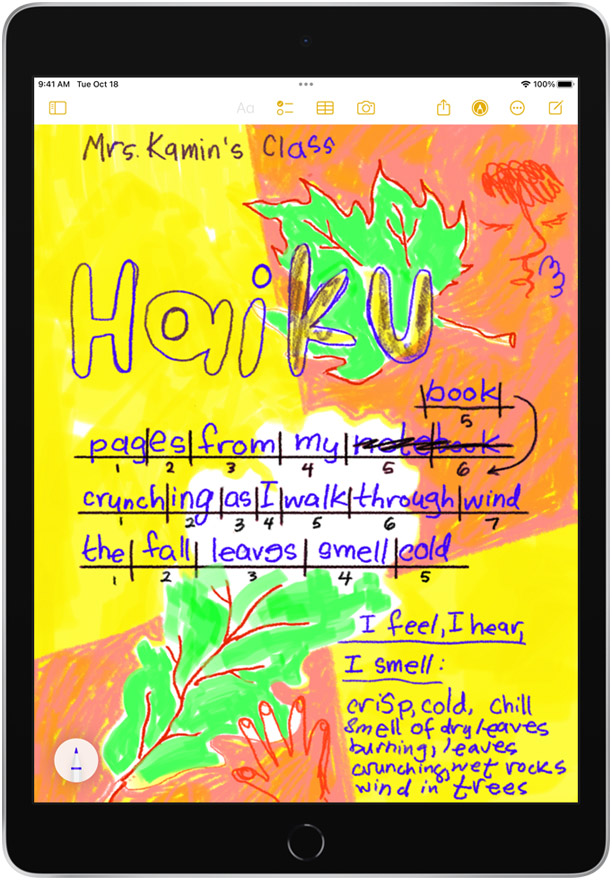 9:41 AM Tue Oct 18
100%
Aa
Mrs. Kamin's Class
Haiku
book
5
pages from my notebook
1 2 3 4 5 6
crunching as I walk through wind
1 2 3 4 5 6 7
the fall leaves smell cold
1 2 3 4 5
I feel, I hear,
I smell:
crisp, cold, chill
smell of dry leaves
burning, leaves
crunching, wet rocks
wind in trees